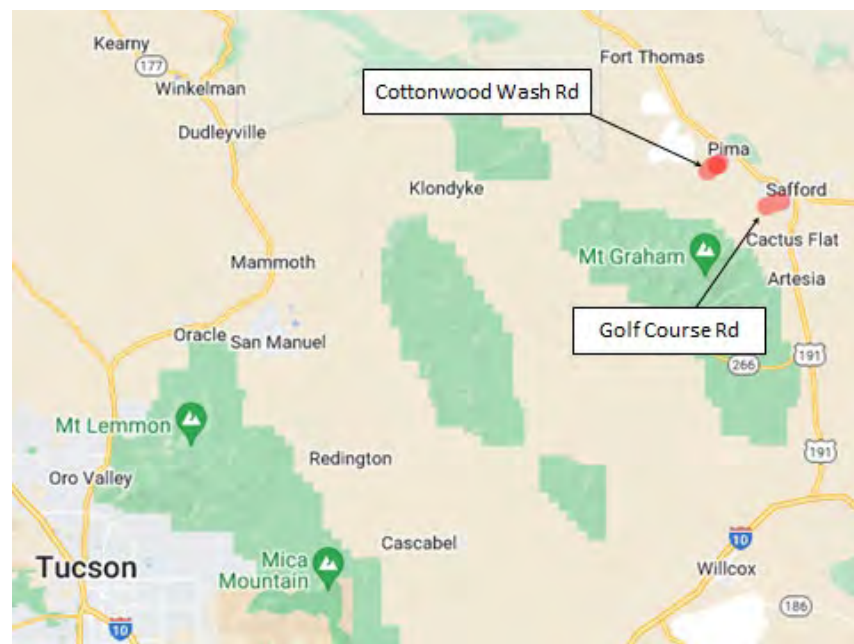 Kearny
177
Winkelman
Dudleyville
Fort Thomas
Cottonwood Wash Rd
Pima
Safford
Klondyke
Cactus Flat
Mt Graham
Artesia
Mammoth
Golf Course Rd
Oracle
San Manuel
191
266
Mt Lemmon
191
Redington
Oro Valley
10
Cascabel
Tucson
Mica
Mountain
Willcox
186
10